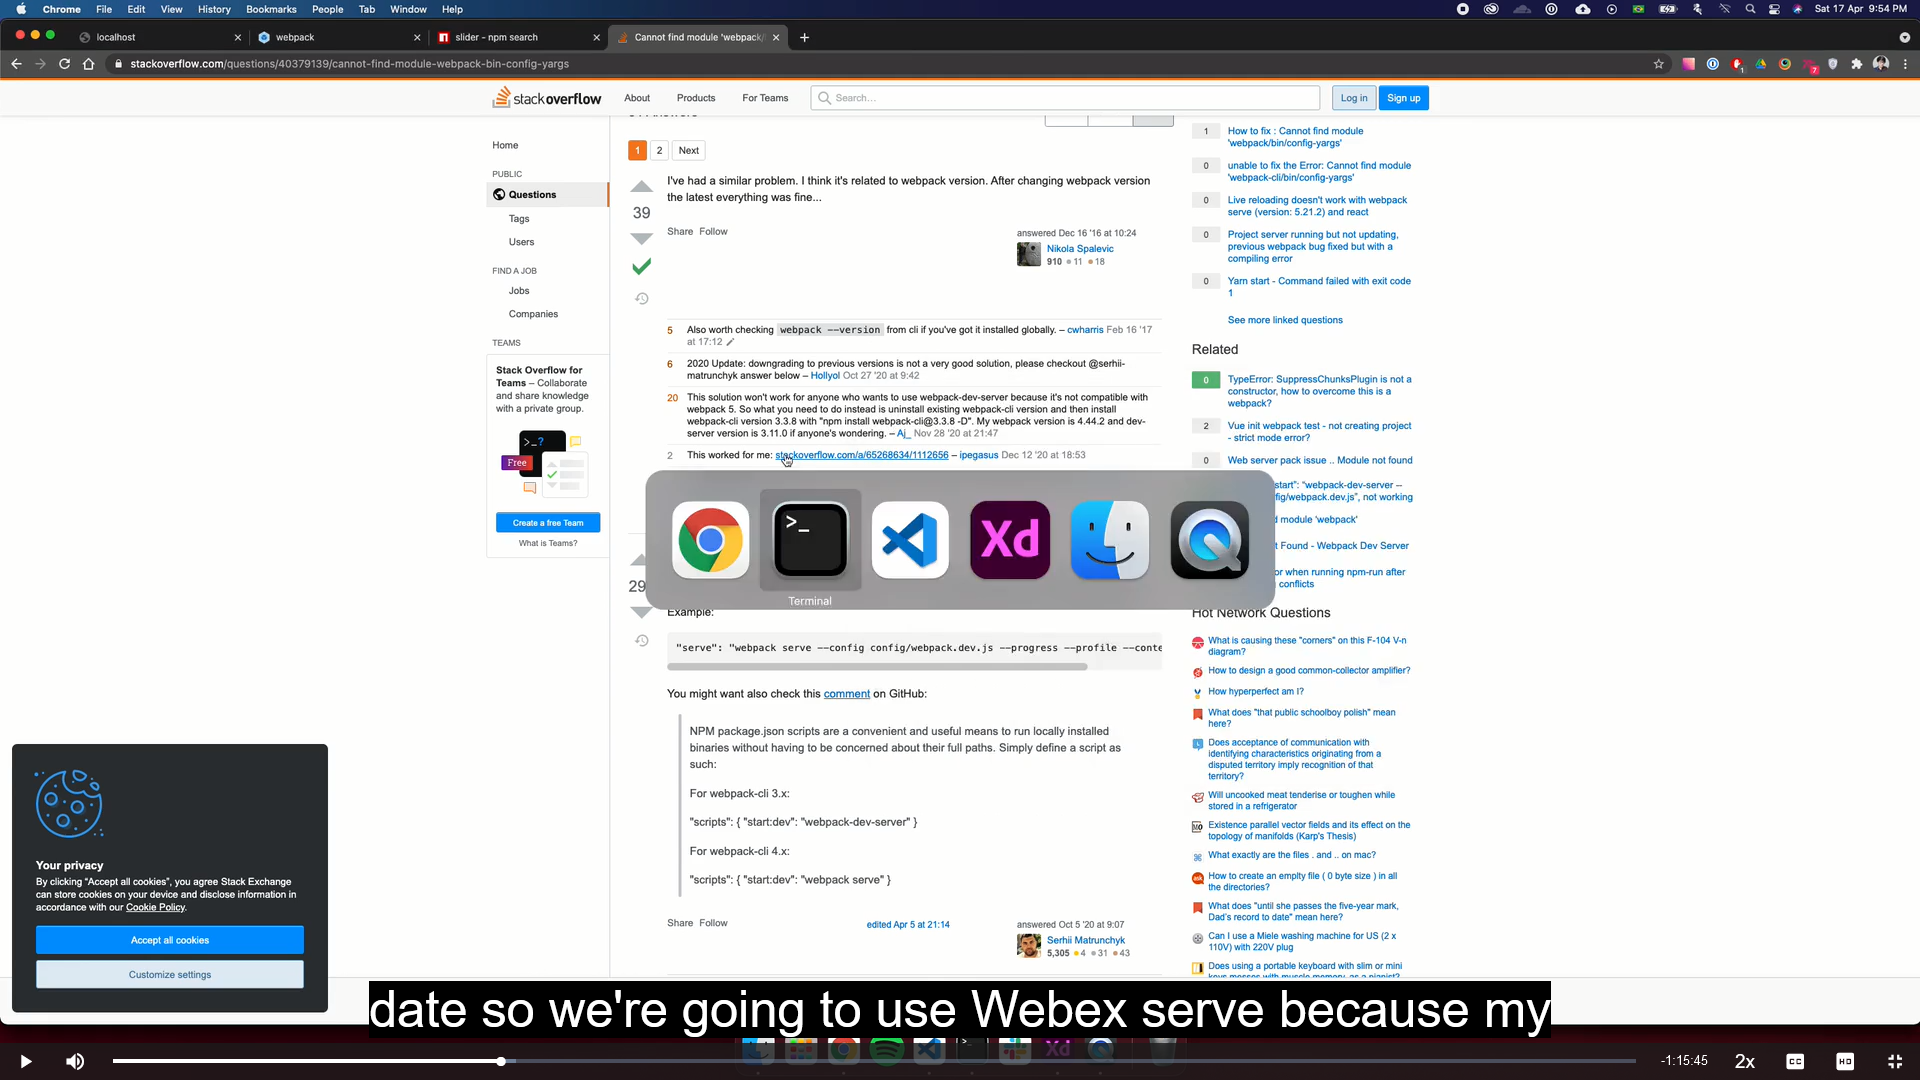 Chrome File Edit View History Bookmarks People Tab Window Help
Sat 17 Apr 9:54 PM
localhost
webpack
slider - npm search
Cannot find module 'webpack/
stackoverflow.com/questions/40379139/cannot-find-module-webpack-bin-config-yargs
stackoverflow
About
Products
For Teams
Search...
Log in
Sign up
Home
PUBLIC
Questions
Tags
Users
FIND A JOB
Jobs
Companies
TEAMS
Stack Overflow for
Teams – Collaborate
and share knowledge
with a private group.
Free
Create a free Team
What is Teams?
1 2 Next
39
I've had a similar problem. I think it's related to webpack version. After changing webpack version
the latest everything was fine...
Share Follow
answered Dec 16 '16 at 10:24
Nikola Spalevic
910 11 18
5 Also worth checking webpack --version from cli if you've got it installed globally. – cwharris Feb 16 '17
at 17:12
6 2020 Update: downgrading to previous versions is not a very good solution, please checkout @serhii-
matrunchyk answer below – Hollyol Oct 27 '20 at 9:42
20 This solution won't work for anyone who wants to use webpack-dev-server because it's not compatible with
webpack 5. So what you need to do instead is uninstall existing webpack-cli version and then install
webpack-cli version 3.3.8 with "npm install webpack-cli@3.3.8 -D". My webpack version is 4.44.2 and dev-
server version is 3.11.0 if anyone's wondering. – Aj_ Nov 28 '20 at 21:47
2 This worked for me: stackoverflow.com/a/65268634/1112656 – ipegasus Dec 12 '20 at 18:53
Xd
Terminal
29
Example:
"serve": "webpack serve --config config/webpack.dev.js --progress --profile --conte
You might want also check this comment on GitHub:
NPM package.json scripts are a convenient and useful means to run locally installed
binaries without having to be concerned about their full paths. Simply define a script as
such:
For webpack-cli 3.x:
"scripts": { "start:dev": "webpack-dev-server" }
For webpack-cli 4.x:
"scripts": { "start:dev": "webpack serve" }
Share Follow
edited Apr 5 at 21:14
answered Oct 5 '20 at 9:07
Serhii Matrunchyk
5,305 4 31 43
1 How to fix : Cannot find module
'webpack/bin/config-yargs'
0 unable to fix the Error: Cannot find module
'webpack-cli/bin/config-yargs'
0 Live reloading doesn't work with webpack
serve (version: 5.21.2) and react
0 Project server running but not updating,
previous webpack bug fixed but with a
compiling error
0 Yarn start - Command failed with exit code
1
See more linked questions
Related
0 TypeError: SuppressChunksPlugin is not a
constructor, how to overcome this is a
webpack?
2 Vue init webpack test - not creating project
- strict mode error?
0 Web server pack issue .. Module not found
start": "webpack-dev-server --
fig/webpack.dev.js", not working
d module 'webpack'
t Found - Webpack Dev Server
or when running npm-run after
conflicts
Hot Network Questions
What is causing these "corners" on this F-104 V-n
diagram?
How to design a good common-collector amplifier?
How hyperperfect am I?
What does "that public schoolboy polish" mean
here?
Does acceptance of communication with
identifying characteristics originating from a
disputed territory imply recognition of that
territory?
Will uncooked meat tenderise or toughen while
stored in a refrigerator
Existence parallel vector fields and its effect on the
topology of manifolds (Karp's Thesis)
What exactly are the files . and .. on mac?
How to create an emplty file ( 0 byte size ) in all
the directories?
What does "until she passes the five-year mark,
Dad's record to date" mean here?
Can I use a Miele washing machine for US (2 x
110V) with 220V plug
Does using a portable keyboard with slim or mini
Your privacy
By clicking "Accept all cookies", you agree Stack Exchange
can store cookies on your device and disclose information in
accordance with our Cookie Policy.
Accept all cookies
Customize settings
date so we're going to use Webex serve because my
-1:15:45
2x
CC
HD